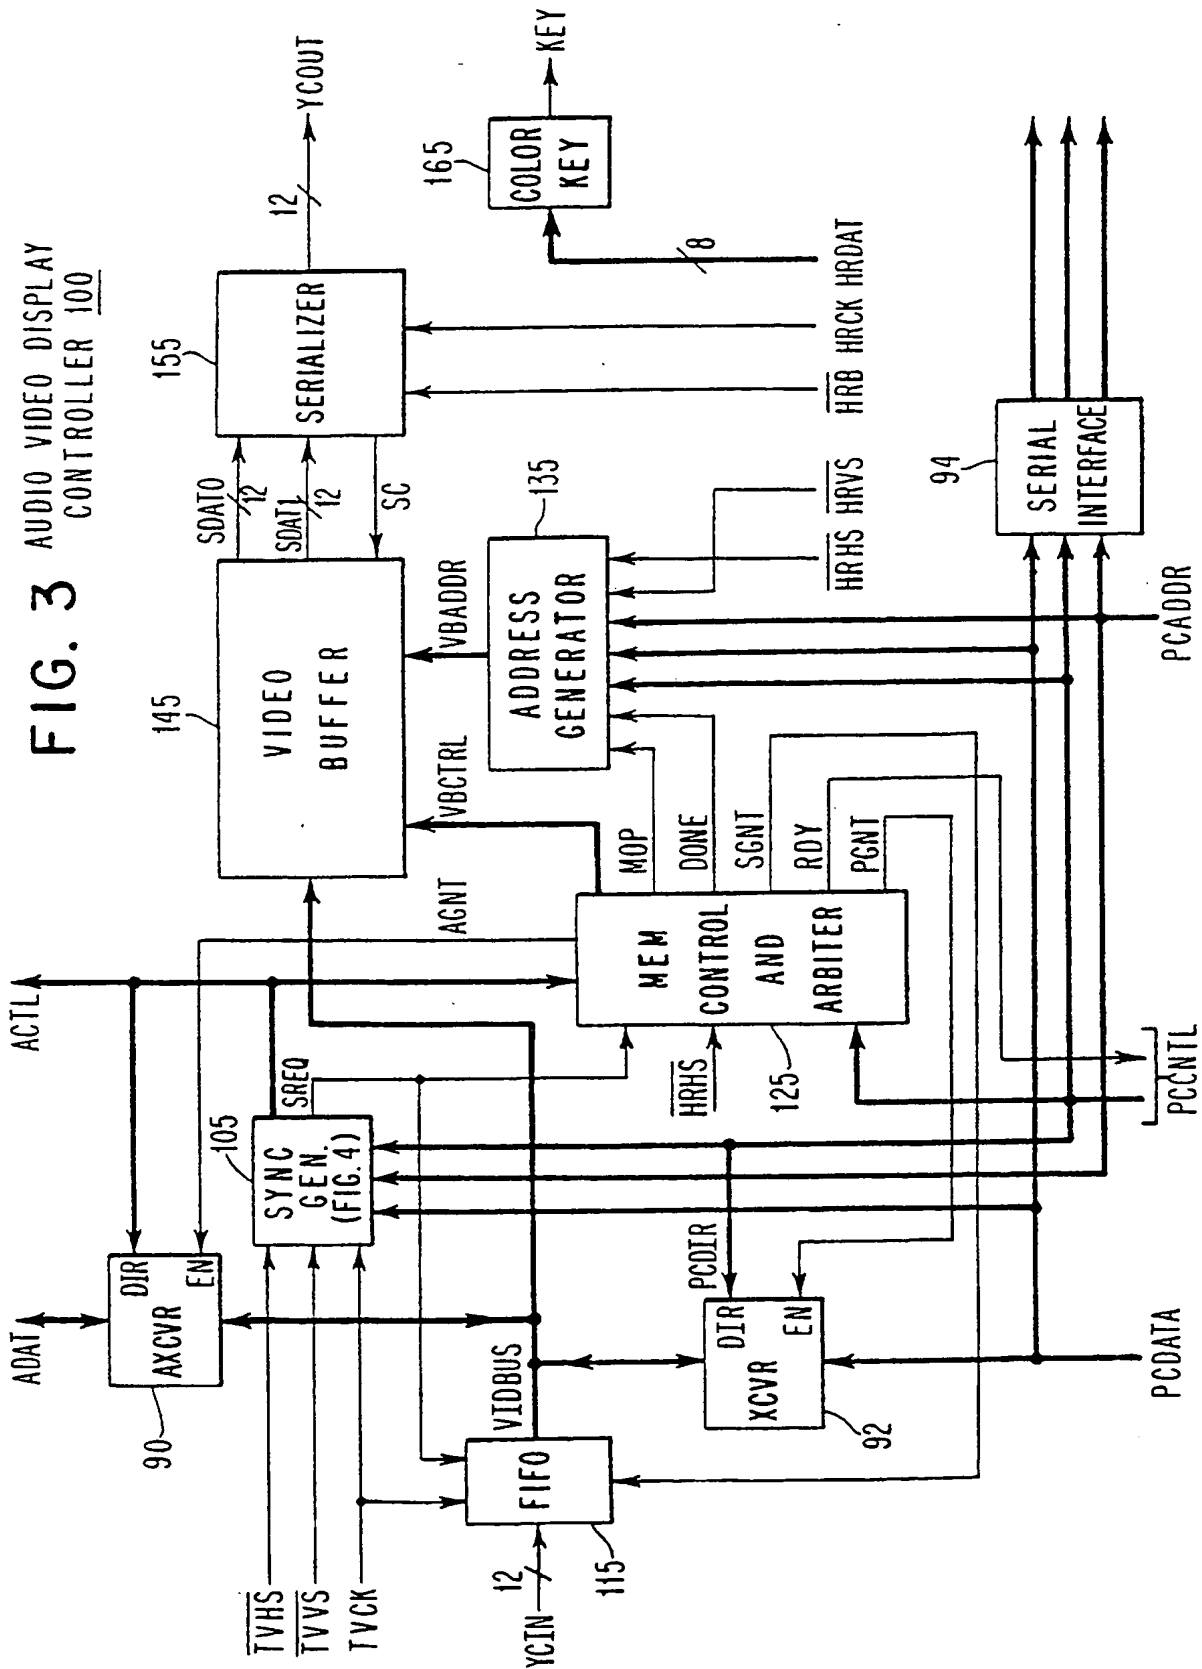 FIG. 3
AUDIO VIDEO DISPLAY
CONTROLLER 100
ADAT
ACTL
90
AXCVR
DIR
EN
105
SYNC
GEN.
(FIG. 4)
SREQ
AGNT
TVHS
TVVS
TVCK
YCIN
12
FIFO
115
VIDBUS
145
VIDEO
BUFFER
SDAT0
12
SDAT1
12
SC
155
SERIALIZER
12
YCOUT
VBCTRL
VBADDR
135
ADDRESS
GENERATOR
165
COLOR
KEY
KEY
8
HRHS
125
MEM
CONTROL
AND
ARBITER
MOP
DONE
SGNT
RDY
PGNT
HRHS
HRVS
HRB
HRCK
HRDAT
PCDIR
DIR
EN
XCVR
92
94
SERIAL
INTERFACE
PCDATA
PCCNTL
PCADDR